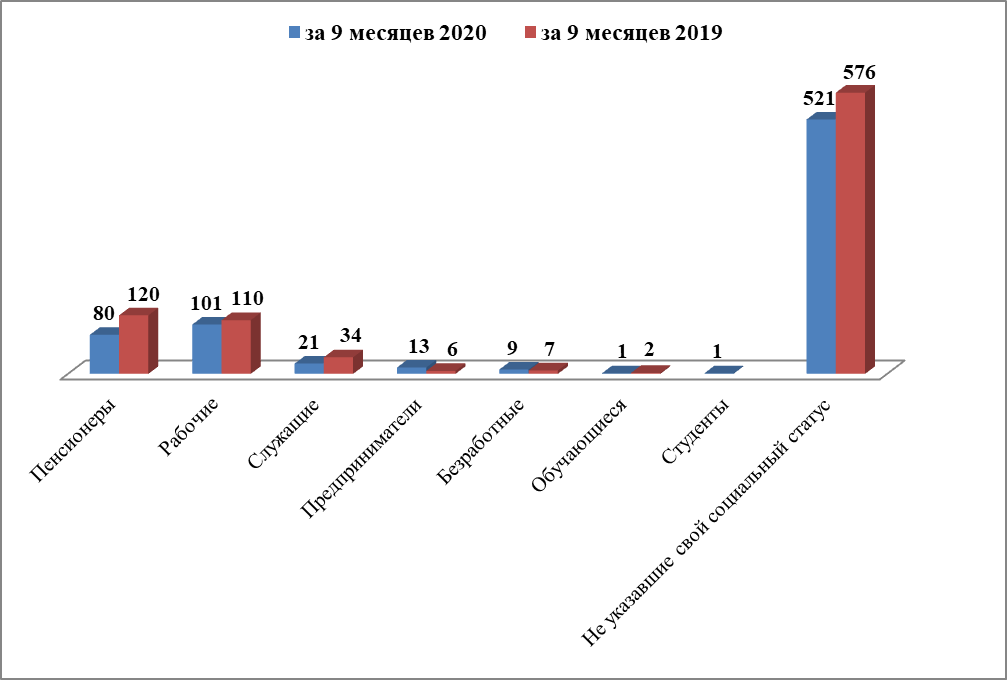 за 9 месяцев 2020 за 9 месяцев 2019
576
521
80 120 101 110 21 34 13 6 9 7 1 2 1
Пенсионеры
Рабочие
Служащие
Предприниматели
Безработные
Обучающиеся
Студенты
Не указавшие свой социальный статус